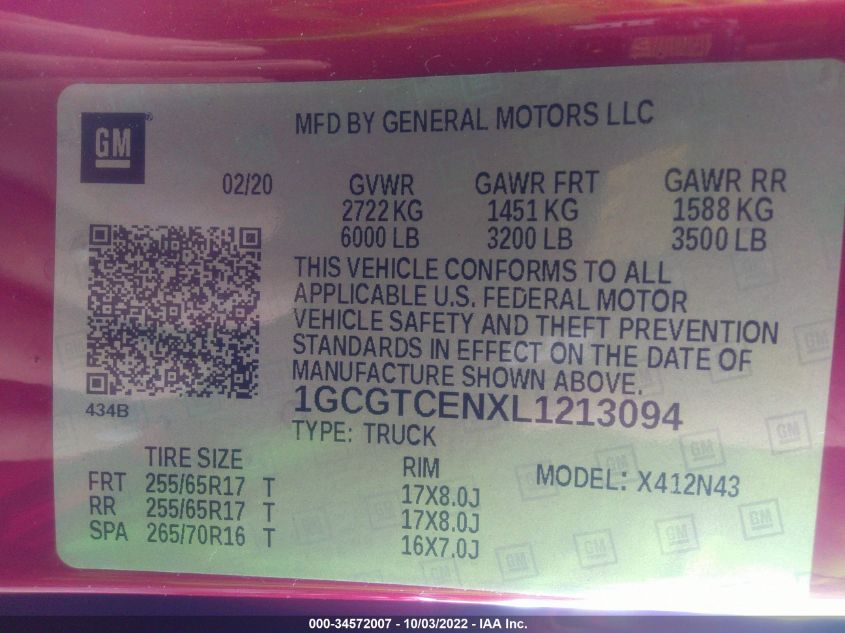 GM
MFD BY GENERAL MOTORS LLC
02/20 GVWR GAWR FRT GAWR RR
2722 KG 1451 KG 1588 KG
6000 LB 3200 LB 3500 LB
THIS VEHICLE CONFORMS TO ALL
APPLICABLE U.S. FEDERAL MOTOR
VEHICLE SAFETY AND THEFT PREVENTION
STANDARDS IN EFFECT ON THE DATE OF
MANUFACTURE SHOWN ABOVE.
434B
1GCGTCENXL1213094
TYPE: TRUCK
TIRE SIZE RIM MODEL: X412N43
FRT 255/65R17 T 17X8.0J
RR 255/65R17 T 17X8.0J
SPA 265/70R16 T 16X7.0J
000-34572007 - 10/03/2022 - IAA Inc.